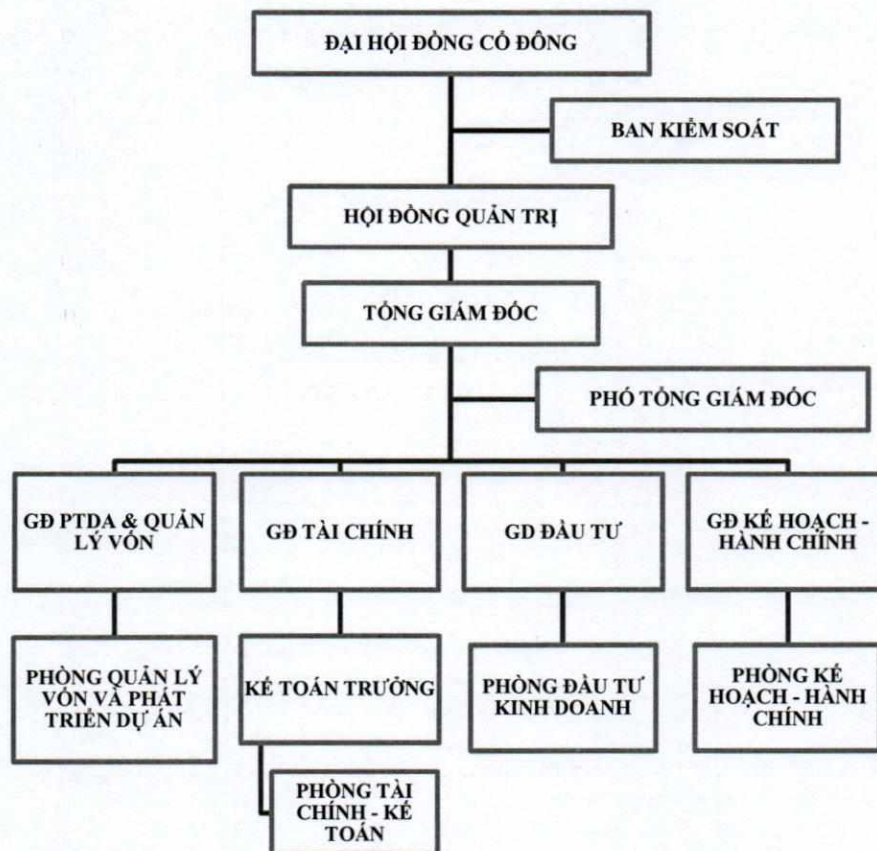 ĐẠI HỘI ĐỒNG CỔ ĐÔNG
BAN KIỂM SOÁT
HỘI ĐỒNG QUẢN TRỊ
TỔNG GIÁM ĐỐC
PHÓ TỔNG GIÁM ĐỐC
GĐ PTDA & QUẢN
LÝ VỐN
GĐ TÀI CHÍNH
GD ĐẦU TƯ
GĐ KẾ HOẠCH -
HÀNH CHÍNH
PHÒNG QUẢN LÝ
VỐN VÀ PHÁT
TRIỂN DỰ ÁN
KẾ TOÁN TRƯỞNG
PHÒNG ĐẦU TƯ
KINH DOANH
PHÒNG KẾ
HOẠCH - HÀNH
CHÍNH
PHÒNG TÀI
CHÍNH - KẾ
TOÁN